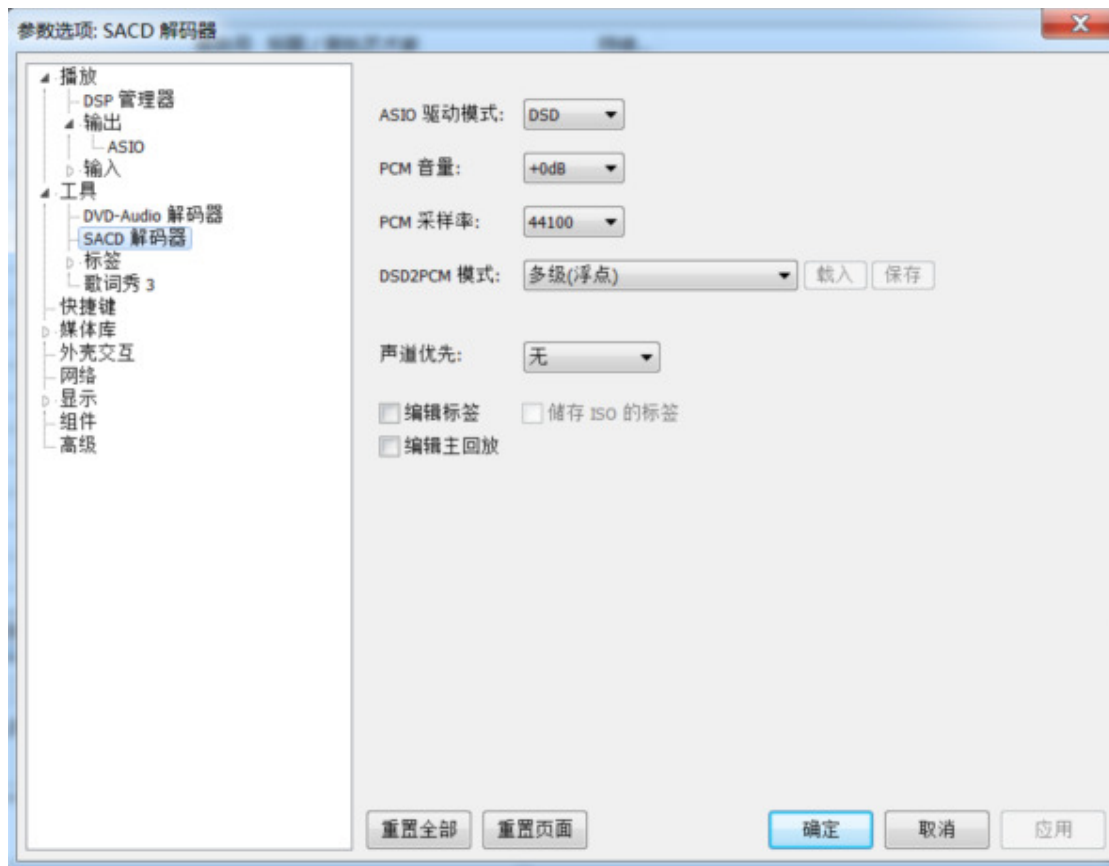 参数选项: SACD 解码器
播放
DSP 管理器
输出
ASIO
输入
工具
DVD-Audio 解码器
SACD 解码器
标签
歌词秀 3
快捷键
媒体库
外壳交互
网络
显示
组件
高级
ASIO 驱动模式: DSD
PCM 音量: +0dB
PCM 采样率: 44100
DSD2PCM 模式: 多级(浮点) 载入 保存
声道优先: 无
编辑标签 储存 ISO 的标签
编辑主回放
重置全部 重置页面 确定 取消 应用